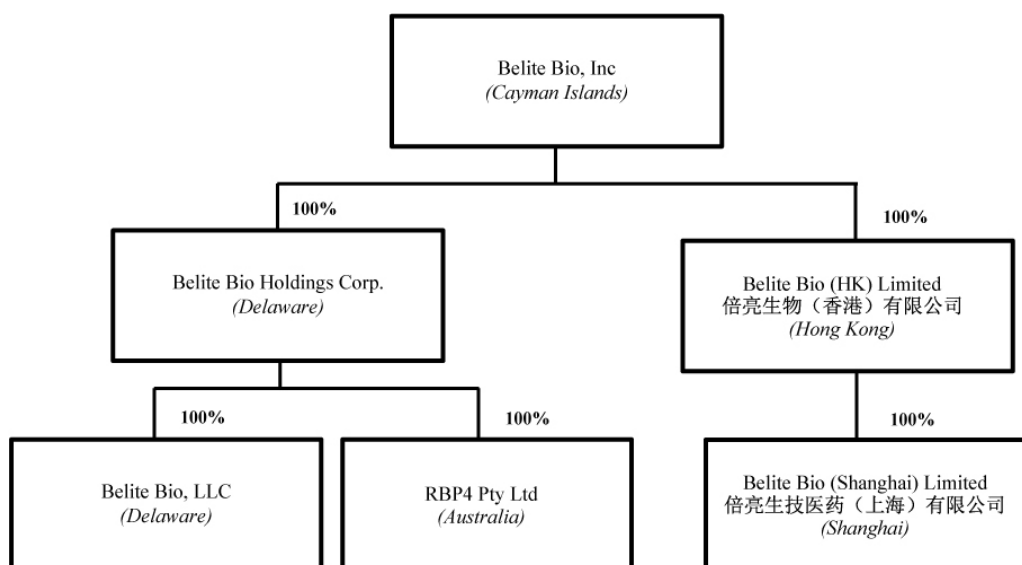 Belite Bio, Inc
(Cayman Islands)
100%
100%
Belite Bio Holdings Corp.
(Delaware)
Belite Bio (HK) Limited
倍亮生物（香港）有限公司
(Hong Kong)
100%
100%
100%
Belite Bio, LLC
(Delaware)
RBP4 Pty Ltd
(Australia)
Belite Bio (Shanghai) Limited
倍亮生技医药（上海）有限公司
(Shanghai)